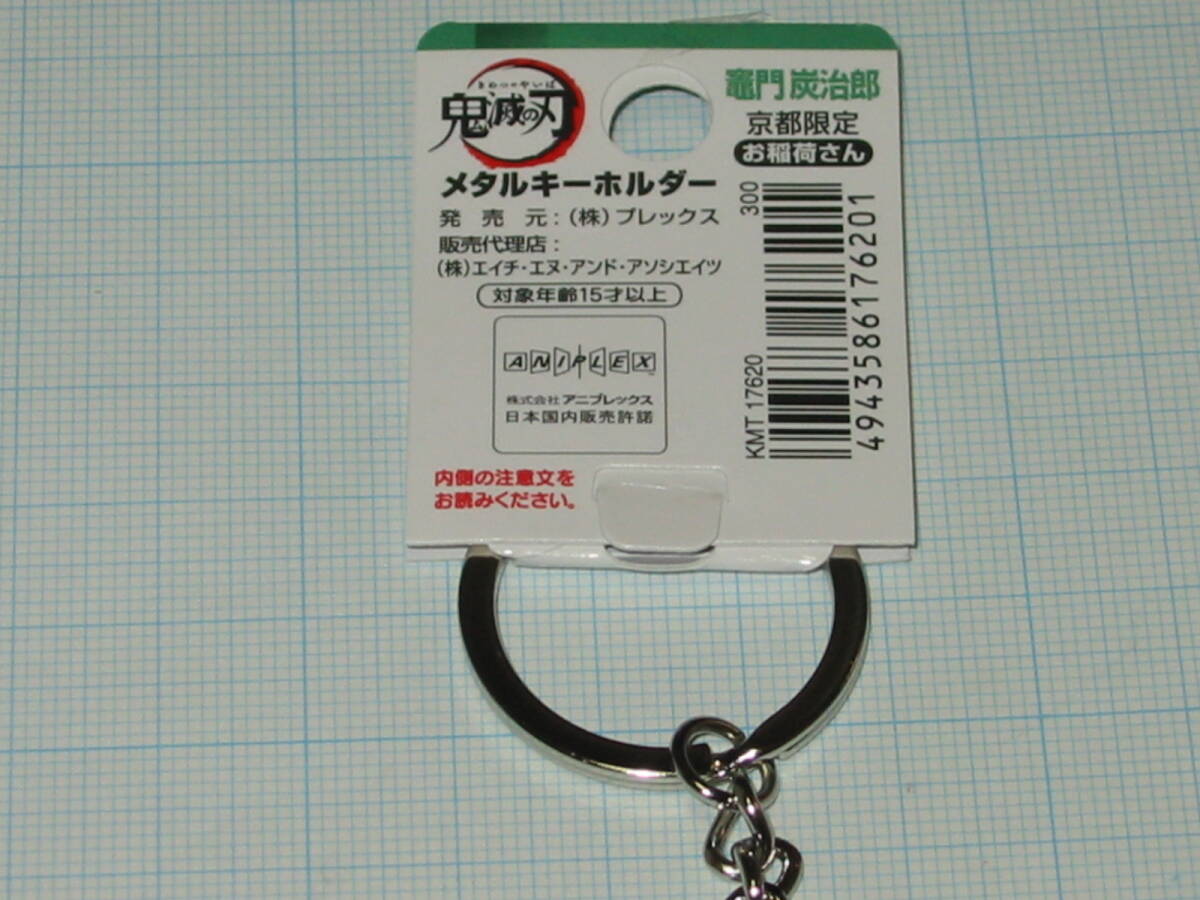 きめつのやいば
鬼滅の刃
メタルキーホルダー
発売元:(株)プレックス
販売代理店:
(株)エイチ・エヌ・アンド・アソシエイツ
対象年齢15才以上
ANIPLEX
株式会社アニプレックス
日本国内販売許諾
内側の注意文を
お読みください。
竈門 炭治郎
京都限定
お稲荷さん
300
KMT 17620
4943586176201